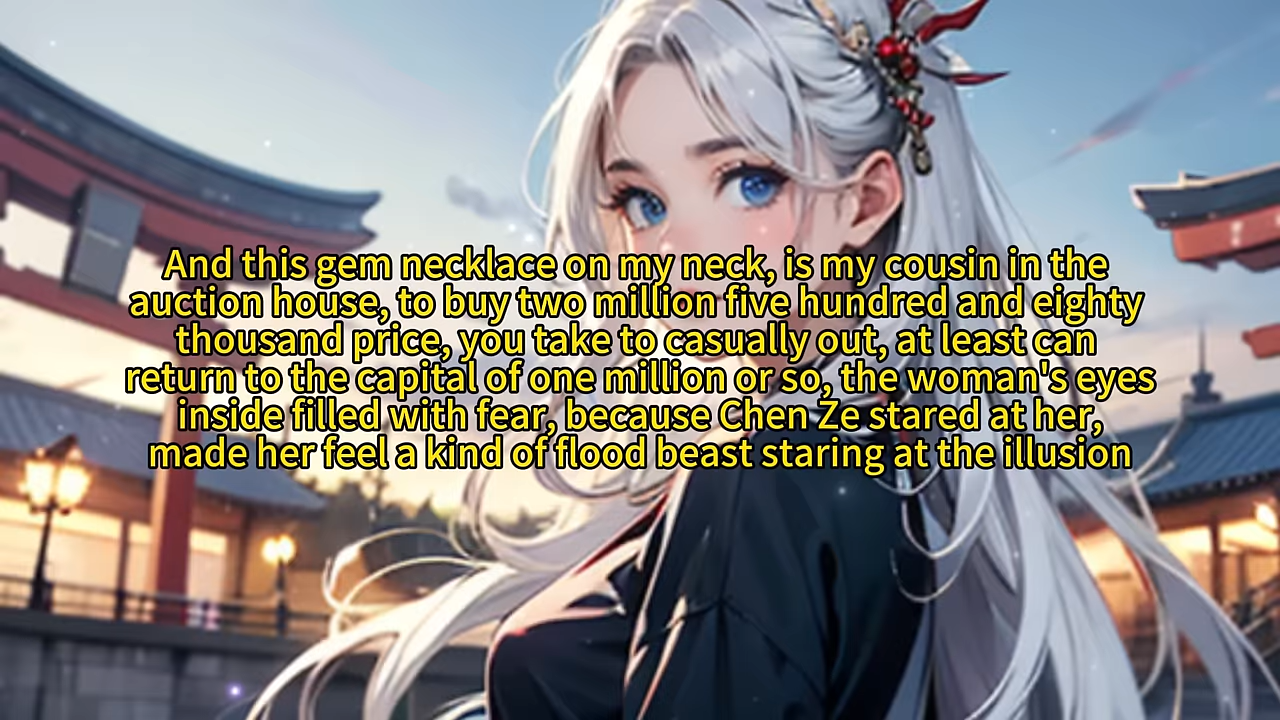 And this gem necklace on my neck, is my cousin in the
auction house, to buy two million five hundred and eighty
thousand price, you take to casually out, at least can
return to the capital of one million or so, the woman's eyes
inside filled with fear, because Chen Ze stared at her,
made her feel a kind of flood beast staring at the illusion